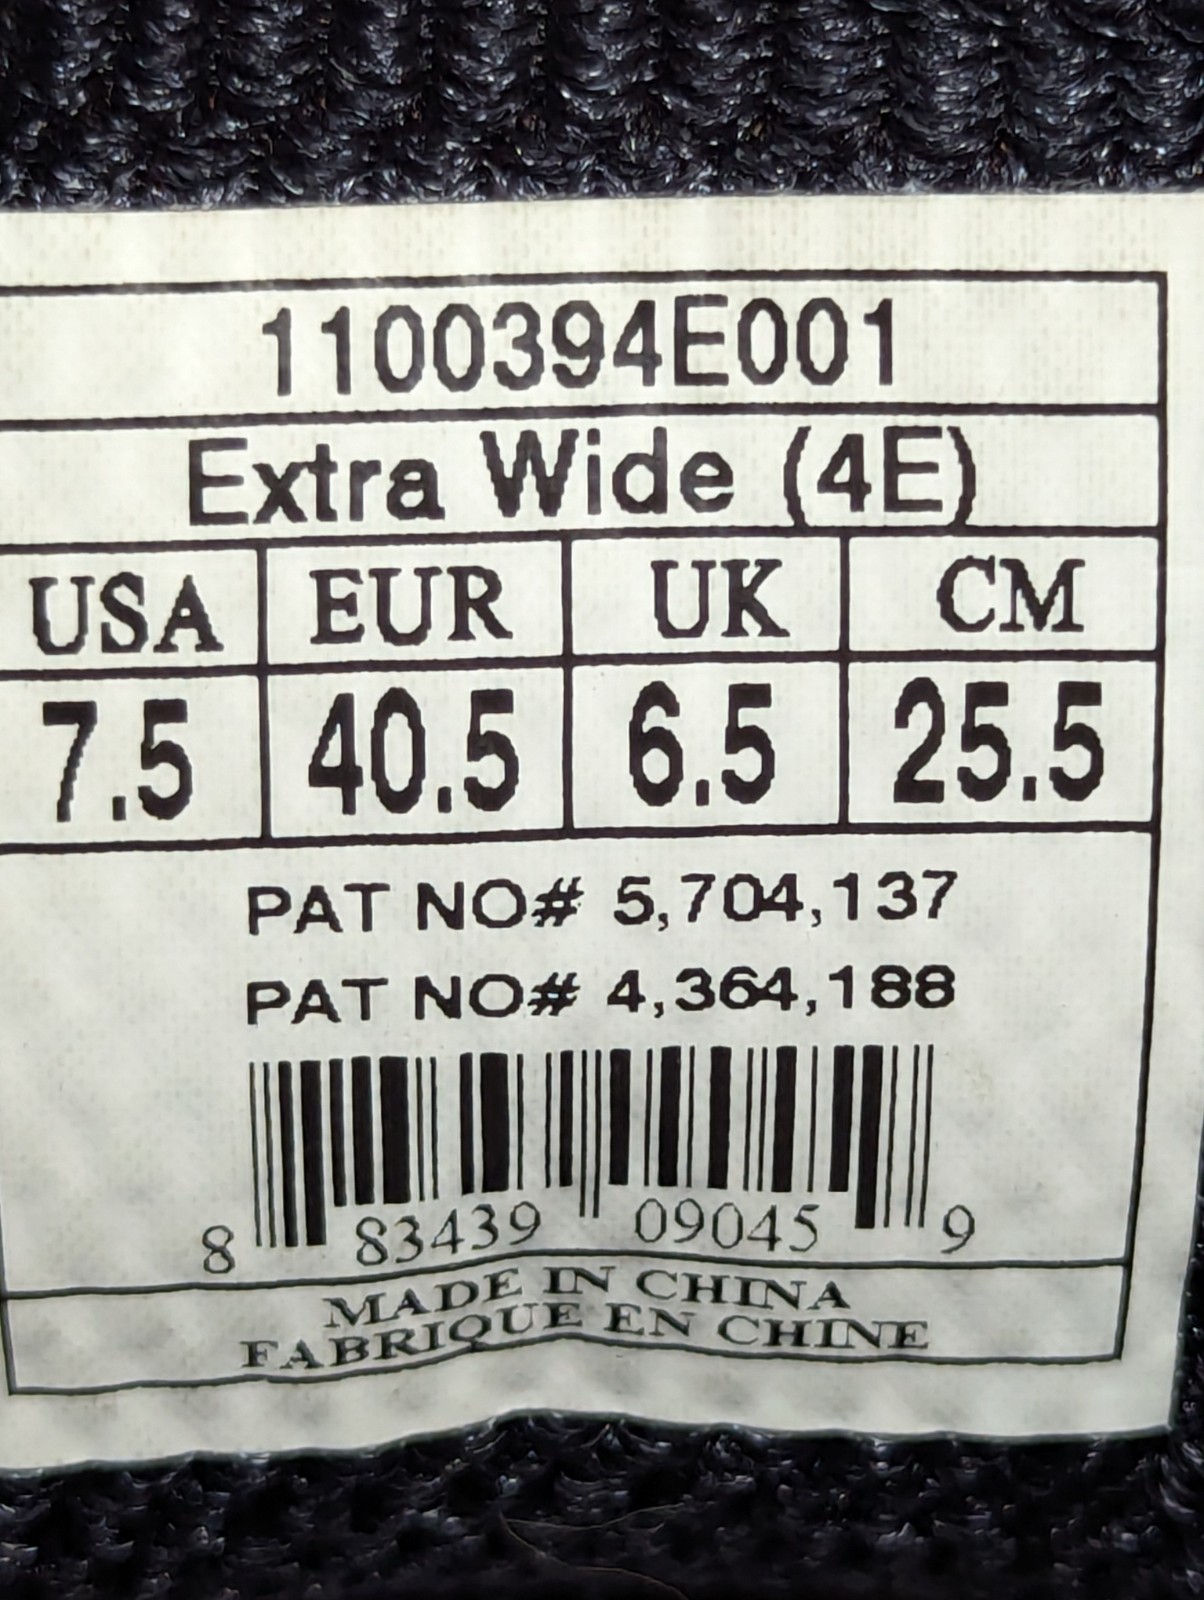 1100394E001
Extra Wide (4E)
USA EUR UK CM
7.5 40.5 6.5 25.5
PAT NO# 5,704,137
PAT NO# 4,364,188
8 83439 09045 9
MADE IN CHINA
FABRIQUE EN CHINE